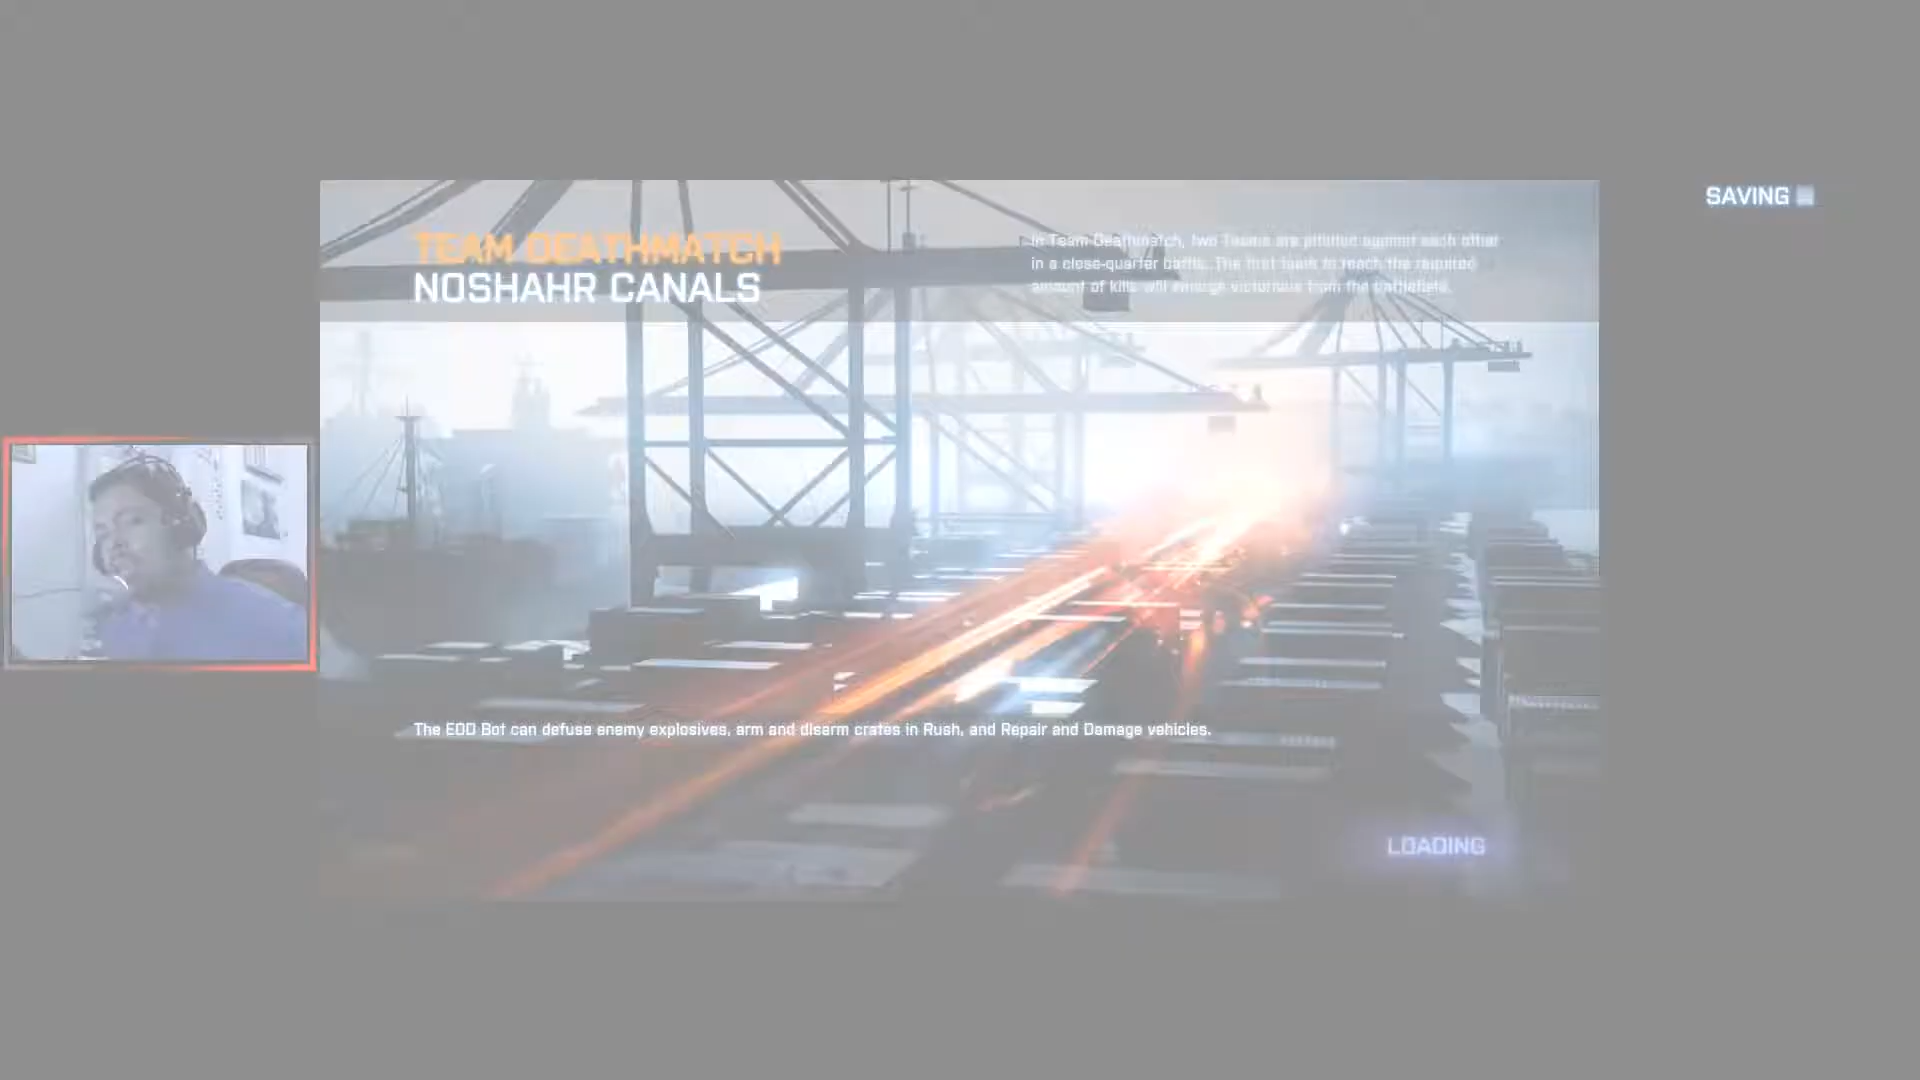 SAVING
TEAM DEATHMATCH
NOSHAHR CANALS
In Team Deathmatch, two Teams are pitted against each other
in a close-quarter battle. The first team to reach the required
amount of kills will emerge victorious from the battlefield.
The EOD Bot can defuse enemy explosives, arm and disarm crates in Rush, and Repair and Damage vehicles.
LOADING